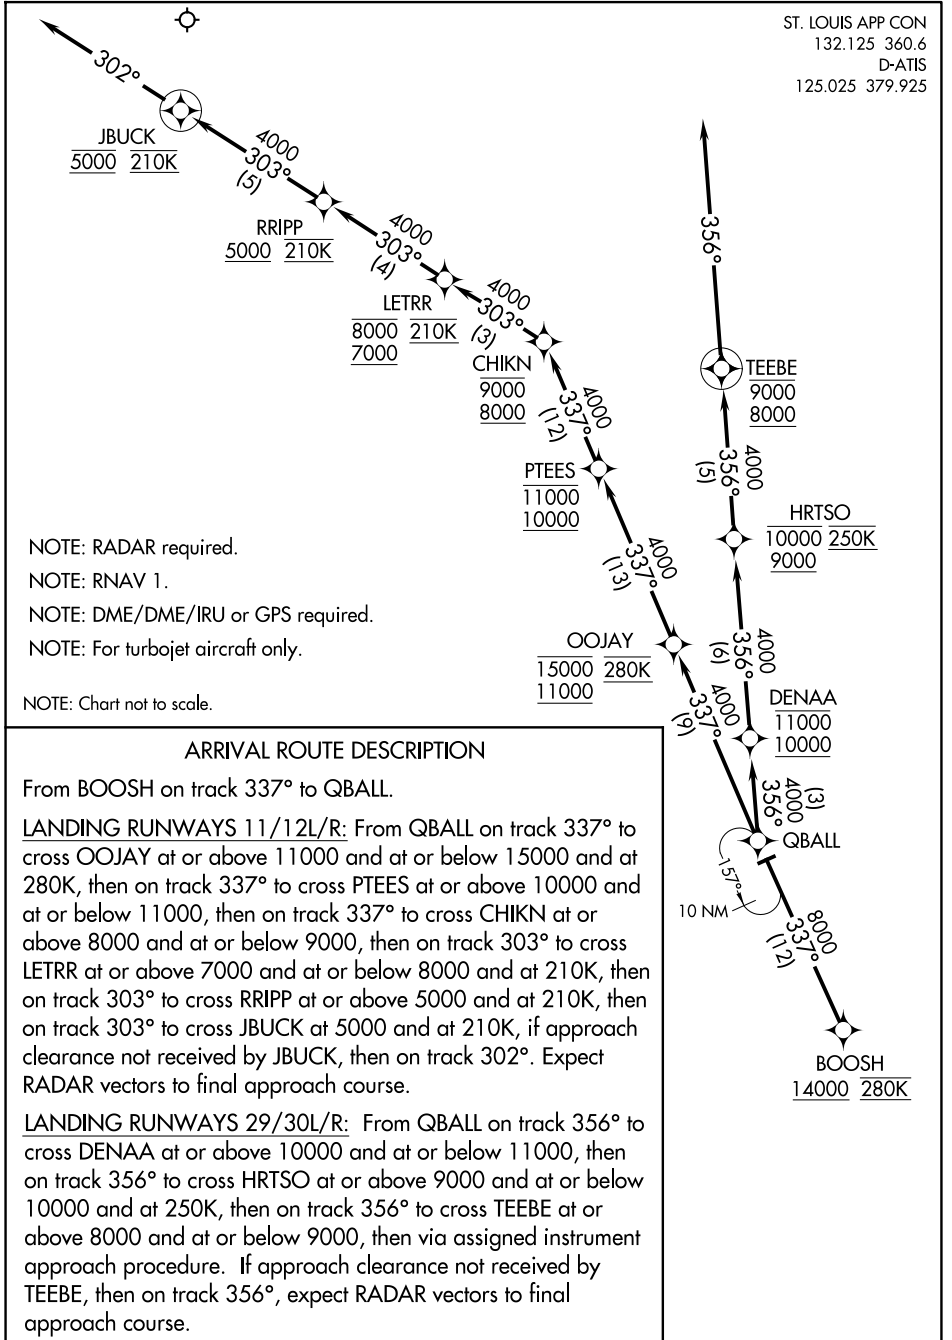 ST. LOUIS APP CON
132.125 360.6
D-ATIS
125.025 379.925
302°
JBUCK
5000 210K
4000
303°
(5)
RRIPP
5000 210K
4000
303°
(4)
LETRR
8000 210K
7000
4000
303°
(3)
CHIKN
9000
8000
4000
337°
(12)
PTEES
11000
10000
4000
337°
(13)
OOJAY
15000 280K
11000
4000
337°
(9)
356°
TEEBE
9000
8000
4000
356°
(5)
HRTSO
10000 250K
9000
4000
356°
(6)
DENAA
11000
10000
(3)
4000
356°
QBALL
157°
10 NM
8000
337°
(12)
BOOSH
14000 280K
NOTE: RADAR required.
NOTE: RNAV 1.
NOTE: DME/DME/IRU or GPS required.
NOTE: For turbojet aircraft only.
NOTE: Chart not to scale.
ARRIVAL ROUTE DESCRIPTION
From BOOSH on track 337° to QBALL.
LANDING RUNWAYS 11/12L/R: From QBALL on track 337° to
cross OOJAY at or above 11000 and at or below 15000 and at
280K, then on track 337° to cross PTEES at or above 10000 and
at or below 11000, then on track 337° to cross CHIKN at or
above 8000 and at or below 9000, then on track 303° to cross
LETRR at or above 7000 and at or below 8000 and at 210K, then
on track 303° to cross RRIPP at or above 5000 and at 210K, then
on track 303° to cross JBUCK at 5000 and at 210K, if approach
clearance not received by JBUCK, then on track 302°. Expect
RADAR vectors to final approach course.
LANDING RUNWAYS 29/30L/R: From QBALL on track 356° to
cross DENAA at or above 10000 and at or below 11000, then
on track 356° to cross HRTSO at or above 9000 and at or below
10000 and at 250K, then on track 356° to cross TEEBE at or
above 8000 and at or below 9000, then via assigned instrument
approach procedure. If approach clearance not received by
TEEBE, then on track 356°, expect RADAR vectors to final
approach course.